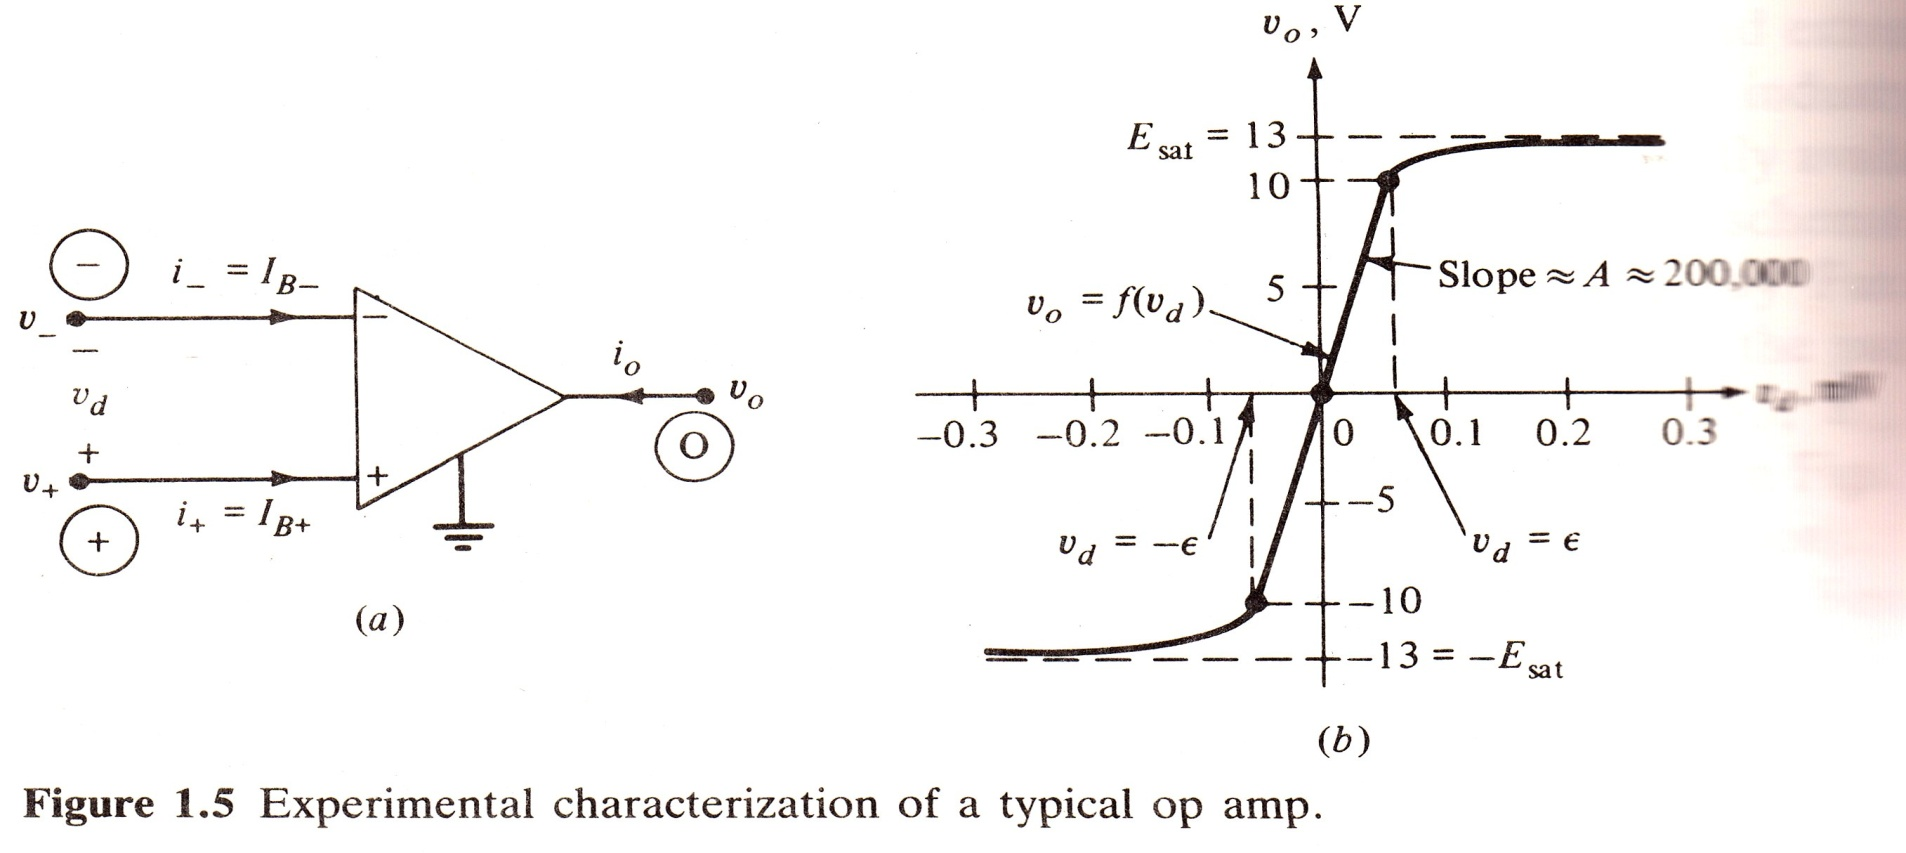 −
i_ = I_B−
v_
−
−
v_d
i_o
v_o
+
O
v_+
+
i_+ = I_B+
+
(a)
v_o, V
E_sat = 13
10
Slope ≈ A ≈ 200,000
5
v_o = f(v_d)
−0.3 −0.2 −0.1 0 0.1 0.2 0.3
−5
v_d = −ϵ
v_d = ϵ
−10
−13 = −E_sat
(b)
Figure 1.5 Experimental characterization of a typical op amp.